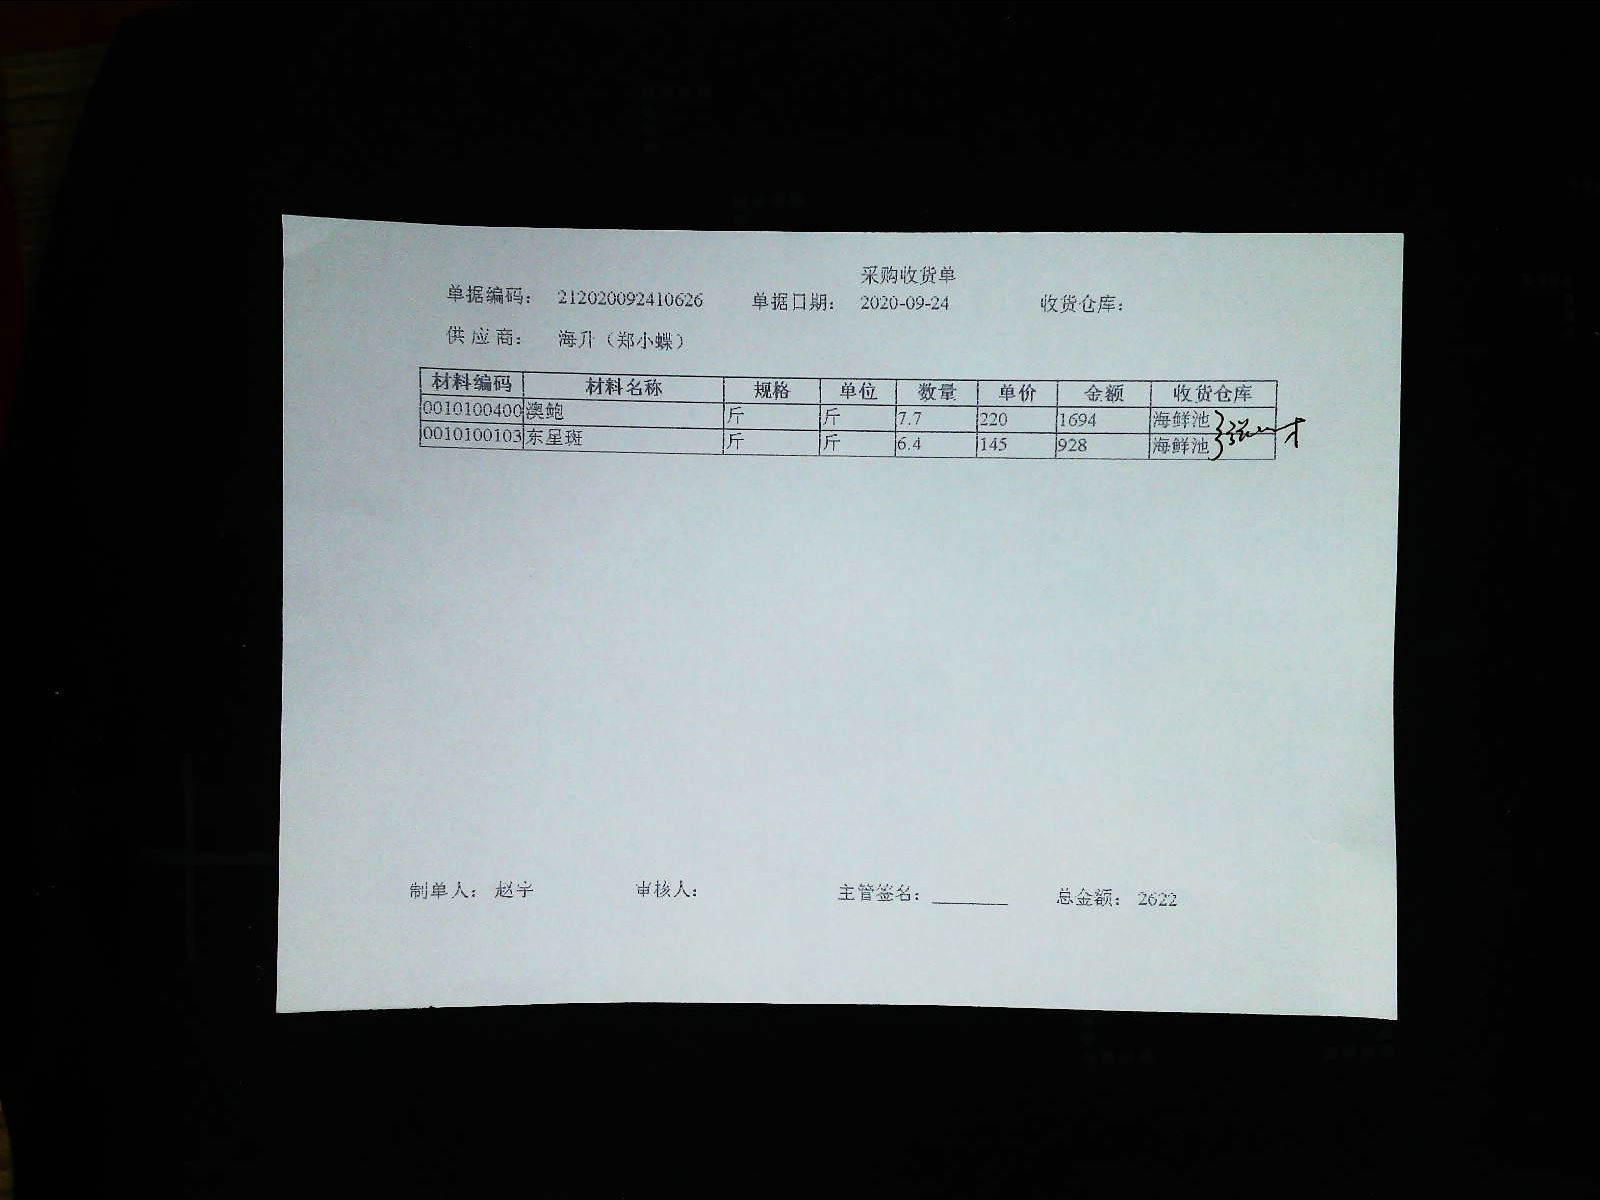 采购收货单
单据编码： 212020092410626 单据日期： 2020-09-24 收货仓库：
供 应 商： 海升（郑小蝶）
材料编码 材料名称 规格 单位 数量 单价 金额 收货仓库
0010100400 澳鲍 斤 斤 7.7 220 1694 海鲜池
0010100103 东星斑 斤 斤 6.4 145 928 海鲜池
制单人： 赵宇 审核人： 主管签名： 总金额： 2622